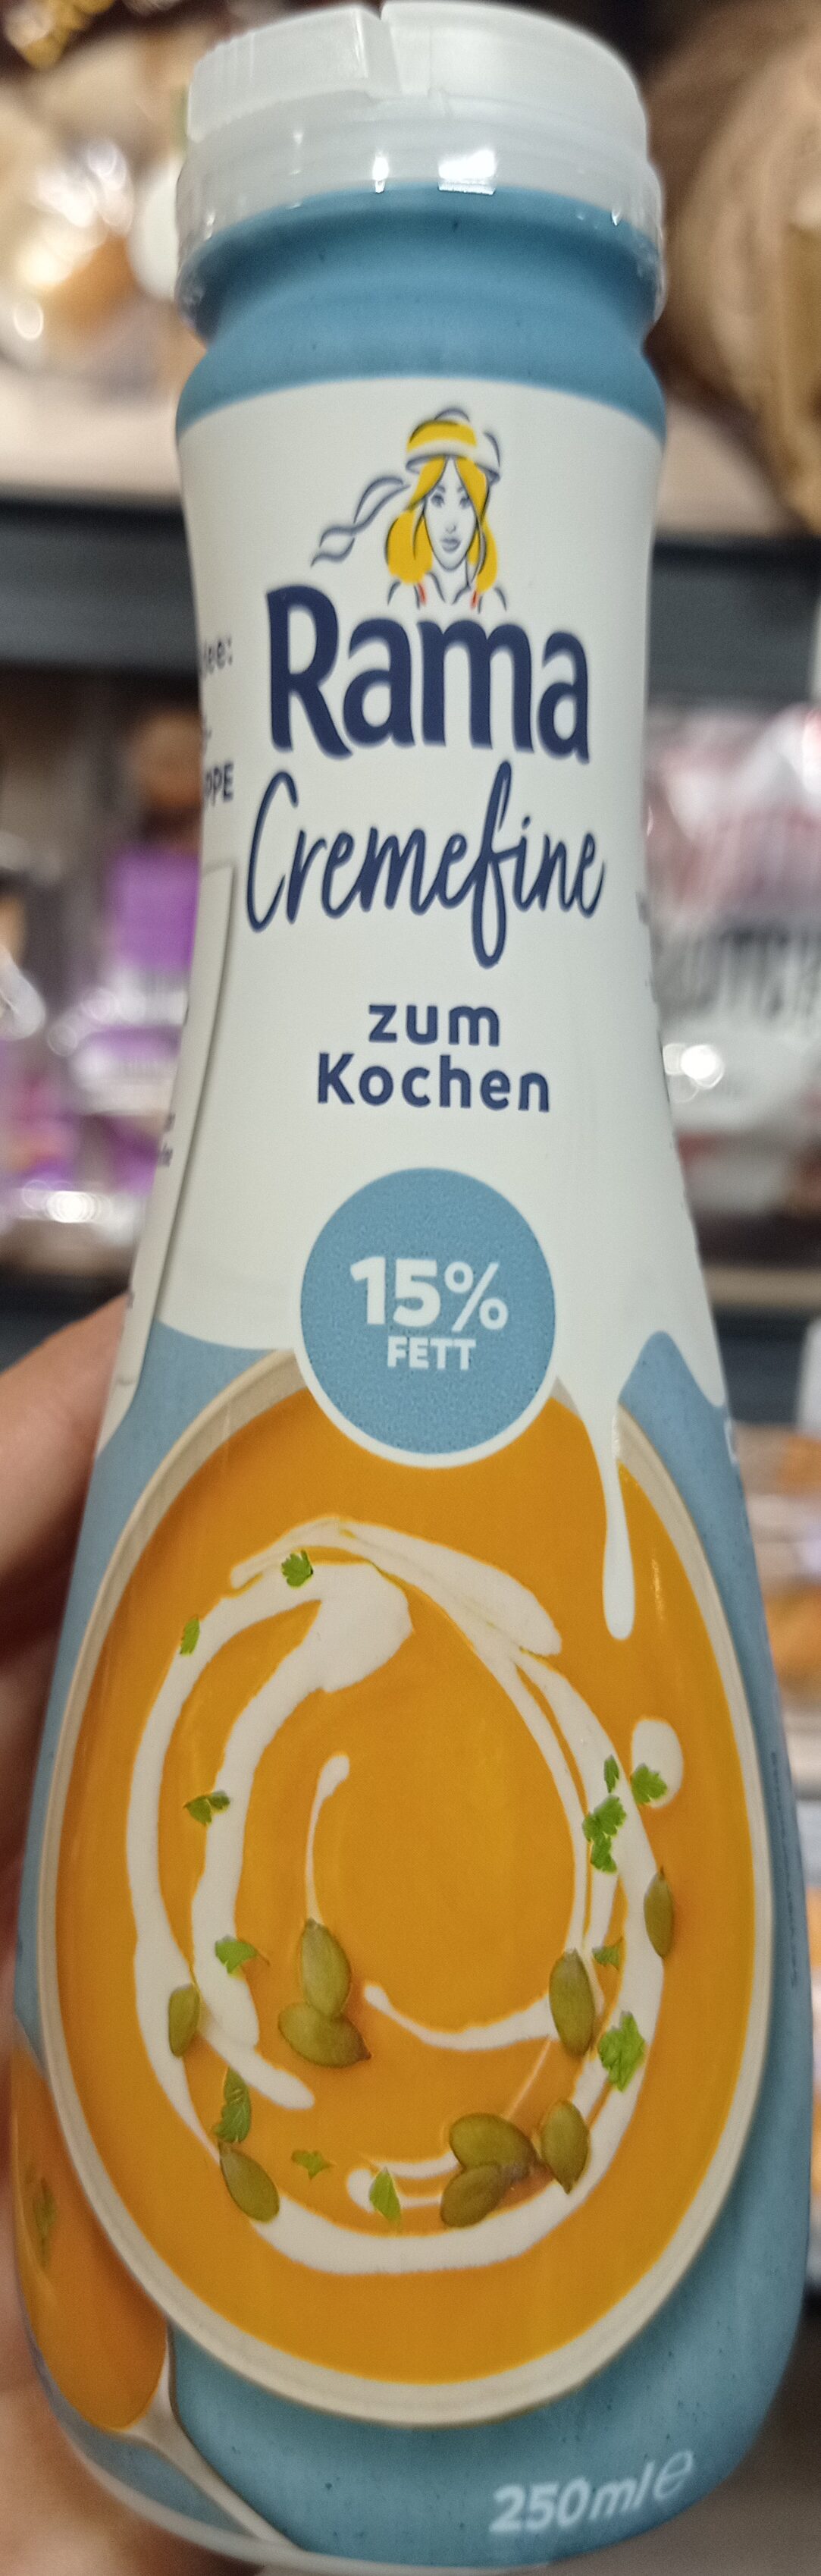 Rama
Cremefine
zum
Kochen
15%
FETT
250ml e